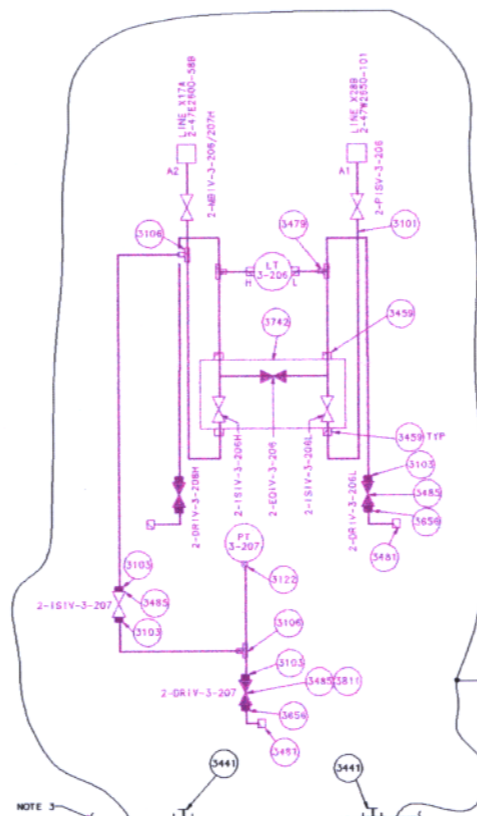 LINE X17A
2-47E2600-58B
LINE X28B
2-47W2650-101
A2
A1
2-NBIV-3-206/207H
2-PISV-3-206
3106
3479
3101
LT
3-206
H
L
3742
3459
3459 TYP
2-ISIV-3-206H
2-EQIV-3-206
2-ISIV-3-206L
2-DRIV-3-206H
2-DRIV-3-206L
3103
3485
3656
3481
PT
3-207
3122
3103
2-ISIV-3-207
3485
3103
3106
3103
2-DRIV-3-207
3485
3811
3656
3481
3441
3441
NOTE 3